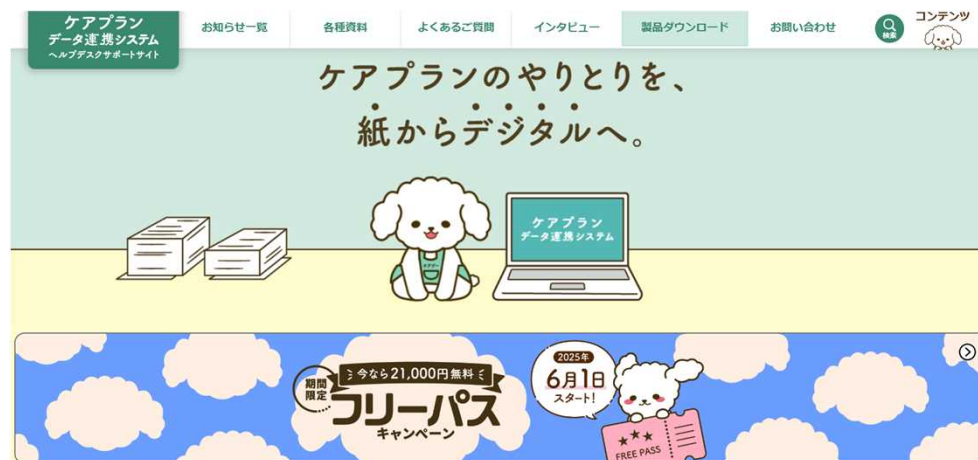 ケアプラン
データ連携システム
ヘルプデスクサポートサイト
お知らせ一覧
各種資料
よくあるご質問
インタビュー
製品ダウンロード
お問い合わせ
検索
コンテンツ
ケアプランのやりとりを、
紙からデジタルへ。
ケアプラン
データ連携システム
期間
限定
今なら21,000円無料
フリーパス
キャンペーン
2025年
6月1日
スタート!
FREE PASS